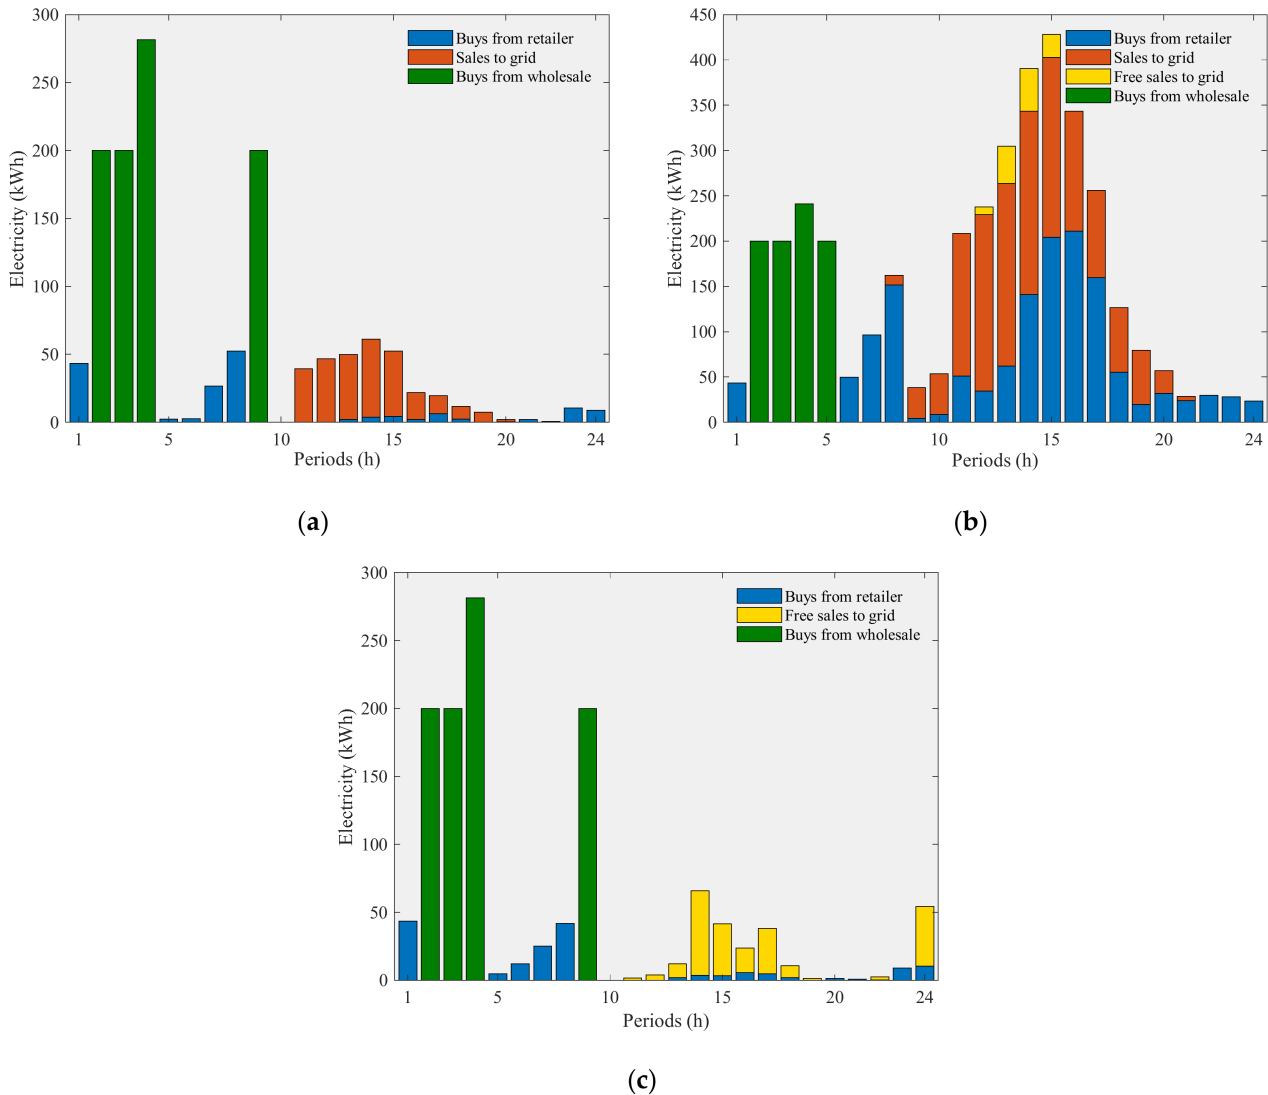 300
250
200
150
100
50
0
Electricity (kWh)
Buys from retailer
Sales to grid
Buys from wholesale
1 5 10 15 20 24
Periods (h)
(a)
450
400
350
300
250
200
150
100
50
0
Electricity (kWh)
Buys from retailer
Sales to grid
Free sales to grid
Buys from wholesale
1 5 10 15 20 24
Periods (h)
(b)
300
250
200
150
100
50
0
Electricity (kWh)
Buys from retailer
Free sales to grid
Buys from wholesale
1 5 10 15 20 24
Periods (h)
(c)